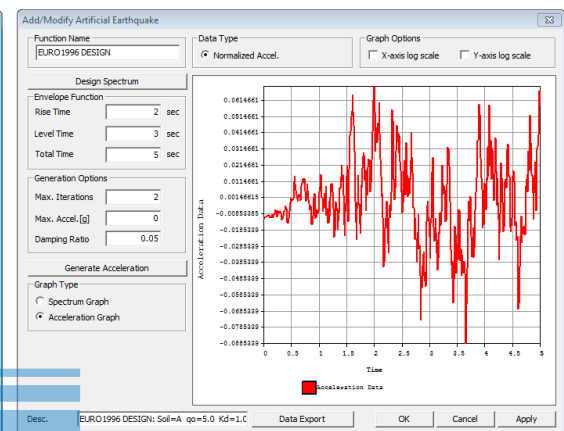 Add/Modify Artificial Earthquake
Function Name
EURO1996 DESIGN
Data Type
Normalized Accel.
Graph Options
X-axis log scale
Y-axis log scale
Design Spectrum
Envelope Function
Rise Time 2 sec
Level Time 3 sec
Total Time 5 sec
Generation Options
Max. Iterations 2
Max. Accel.[g] 0
Damping Ratio 0.05
Generate Acceleration
Graph Type
Spectrum Graph
Acceleration Graph
Acceleration Data
0.0614661
0.0514661
0.0414661
0.0314661
0.0214661
0.0114661
0.00146615
-0.00853385
-0.0185339
-0.0285339
-0.0385339
-0.0485339
-0.0585339
-0.0685339
-0.0785339
-0.0885339
0 0.5 1 1.5 2 2.5 3 3.5 4 4.5 5
Time
Acceleration Data
Desc. EURO1996 DESIGN: Soil=A qo=5.0 Kd=1.0
Data Export
OK
Cancel
Apply